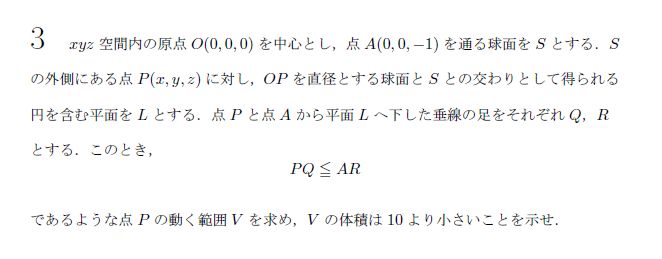 3 xyz 空間内の原点 O(0, 0, 0) を中心とし，点 A(0, 0, −1) を通る球面を S とする．S
の外側にある点 P(x, y, z) に対し，OP を直径とする球面と S との交わりとして得られる
円を含む平面を L とする．点 P と点 A から平面 L へ下した垂線の足をそれぞれ Q，R
とする．このとき，
PQ ≦ AR
であるような点 P の動く範囲 V を求め，V の体積は 10 より小さいことを示せ．